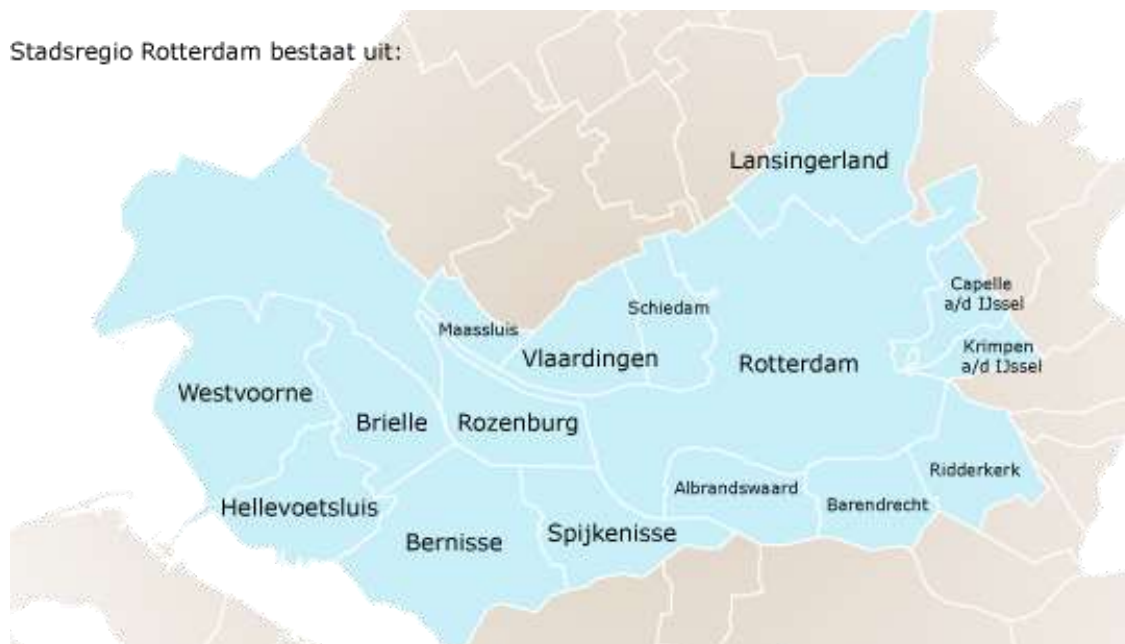 Stadsregio Rotterdam bestaat uit:
Lansingerland
Capelle
a/d IJssel
Schiedam
Maassluis
Vlaardingen
Rotterdam
Krimpen
a/d IJssel
Westvoorne
Brielle
Rozenburg
Ridderkerk
Albrandswaard
Barendrecht
Hellevoetsluis
Bernisse
Spijkenisse